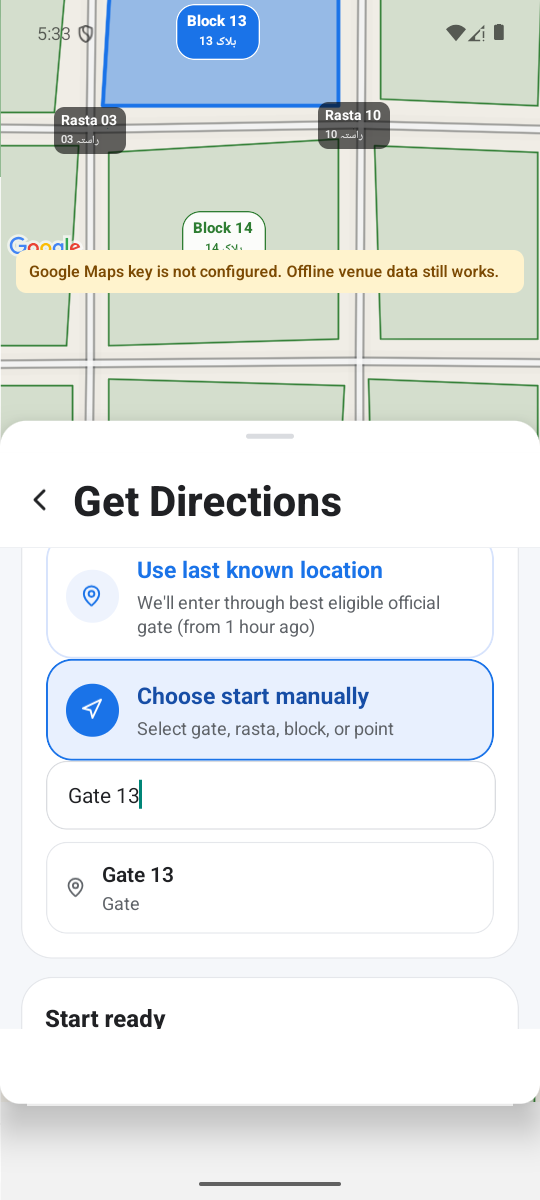 5:33
Block 13
بلاک 13
Rasta 03
راستہ 03
Rasta 10
راستہ 10
Block 14
بلاک 14
Google
Google Maps key is not configured. Offline venue data still works.
Get Directions
Use last known location
We'll enter through best eligible official
gate (from 1 hour ago)
Choose start manually
Select gate, rasta, block, or point
Gate 13
Gate 13
Gate
Start ready